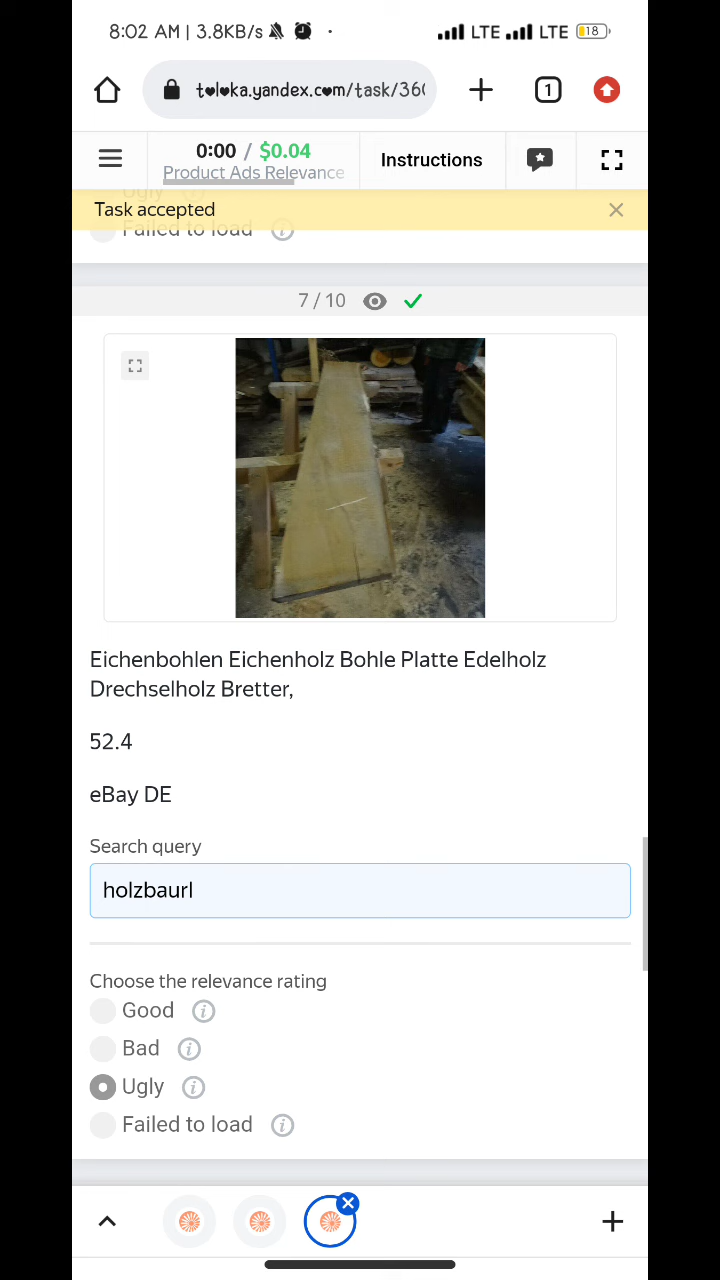 8:02 AM | 3.8KB/s
LTE LTE 18
toloka.yandex.com/task/360
1
0:00 / $0.04
Product Ads Relevance
Instructions
Ugly
Task accepted
Failed to load
7 / 10
Eichenbohlen Eichenholz Bohle Platte Edelholz
Drechselholz Bretter,
52.4
eBay DE
Search query
holzbaurl
Choose the relevance rating
Good
Bad
Ugly
Failed to load